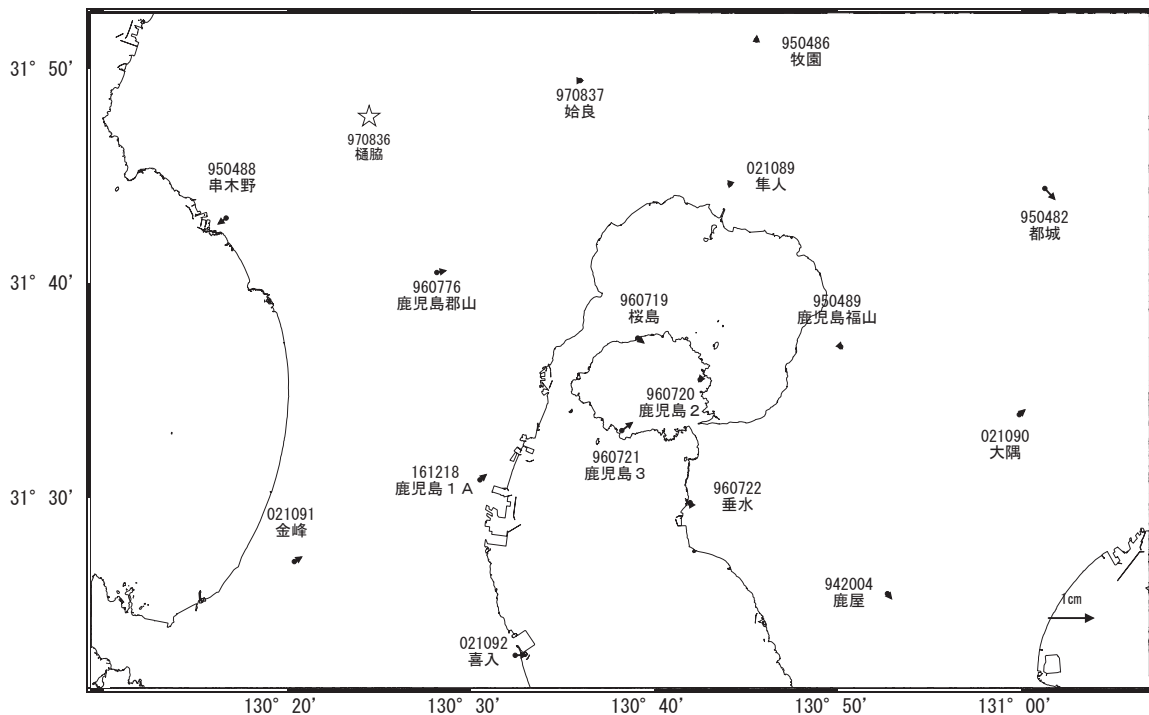 31° 50'
31° 40'
31° 30'
950486
牧園
970837
姶良
970836
樋脇
950488
串木野
021089
隼人
950482
都城
960776
鹿児島郡山
960719
桜島
950489
鹿児島福山
960720
鹿児島２
021090
大隅
960721
鹿児島３
161218
鹿児島１Ａ
960722
垂水
021091
金峰
942004
鹿屋
1cm
021092
喜入
130° 20'
130° 30'
130° 40'
130° 50'
131° 00'